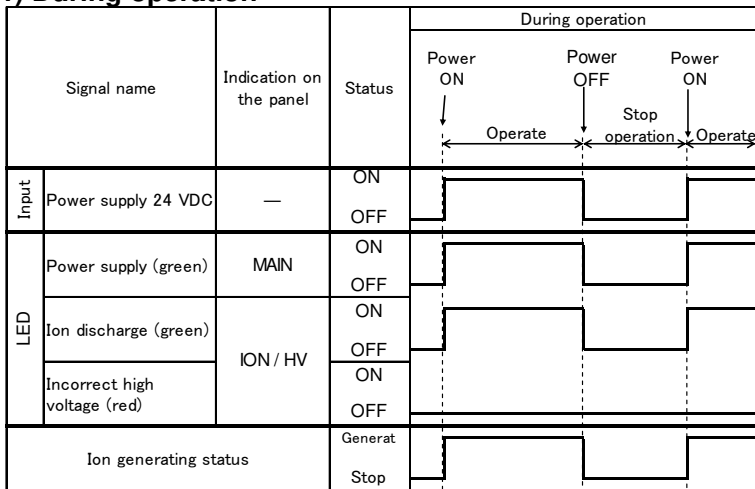 During operation
During operation
Signal name
Indication on
the panel
Status
Power
ON
Power
OFF
Power
ON
Operate
Stop
operation
Operate
Input
Power supply 24 VDC
—
ON
OFF
LED
Power supply (green)
MAIN
ON
OFF
Ion discharge (green)
ION / HV
ON
OFF
Incorrect high
voltage (red)
ON
OFF
Ion generating status
Generat
Stop